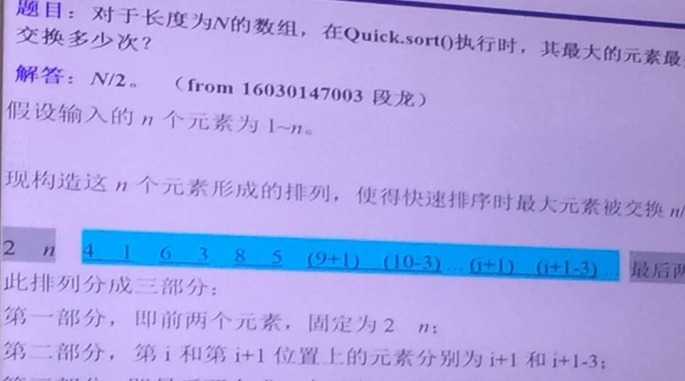 题目：对于长度为N的数组，在Quick.sort()执行时，其最大的元素最
交换多少次？
解答：N/2。 （from 16030147003 段龙）
假设输入的 n 个元素为 1~n。
现构造这 n 个元素形成的排列，使得快速排序时最大元素被交换 n/
2 n 4 1 6 3 8 5 (9+1) (10-3) … (i+1) (i+1-3) … 最后两
此排列分成三部分：
第一部分，即前两个元素，固定为 2 n；
第二部分，第 i 和第 i+1 位置上的元素分别为 i+1 和 i+1-3；